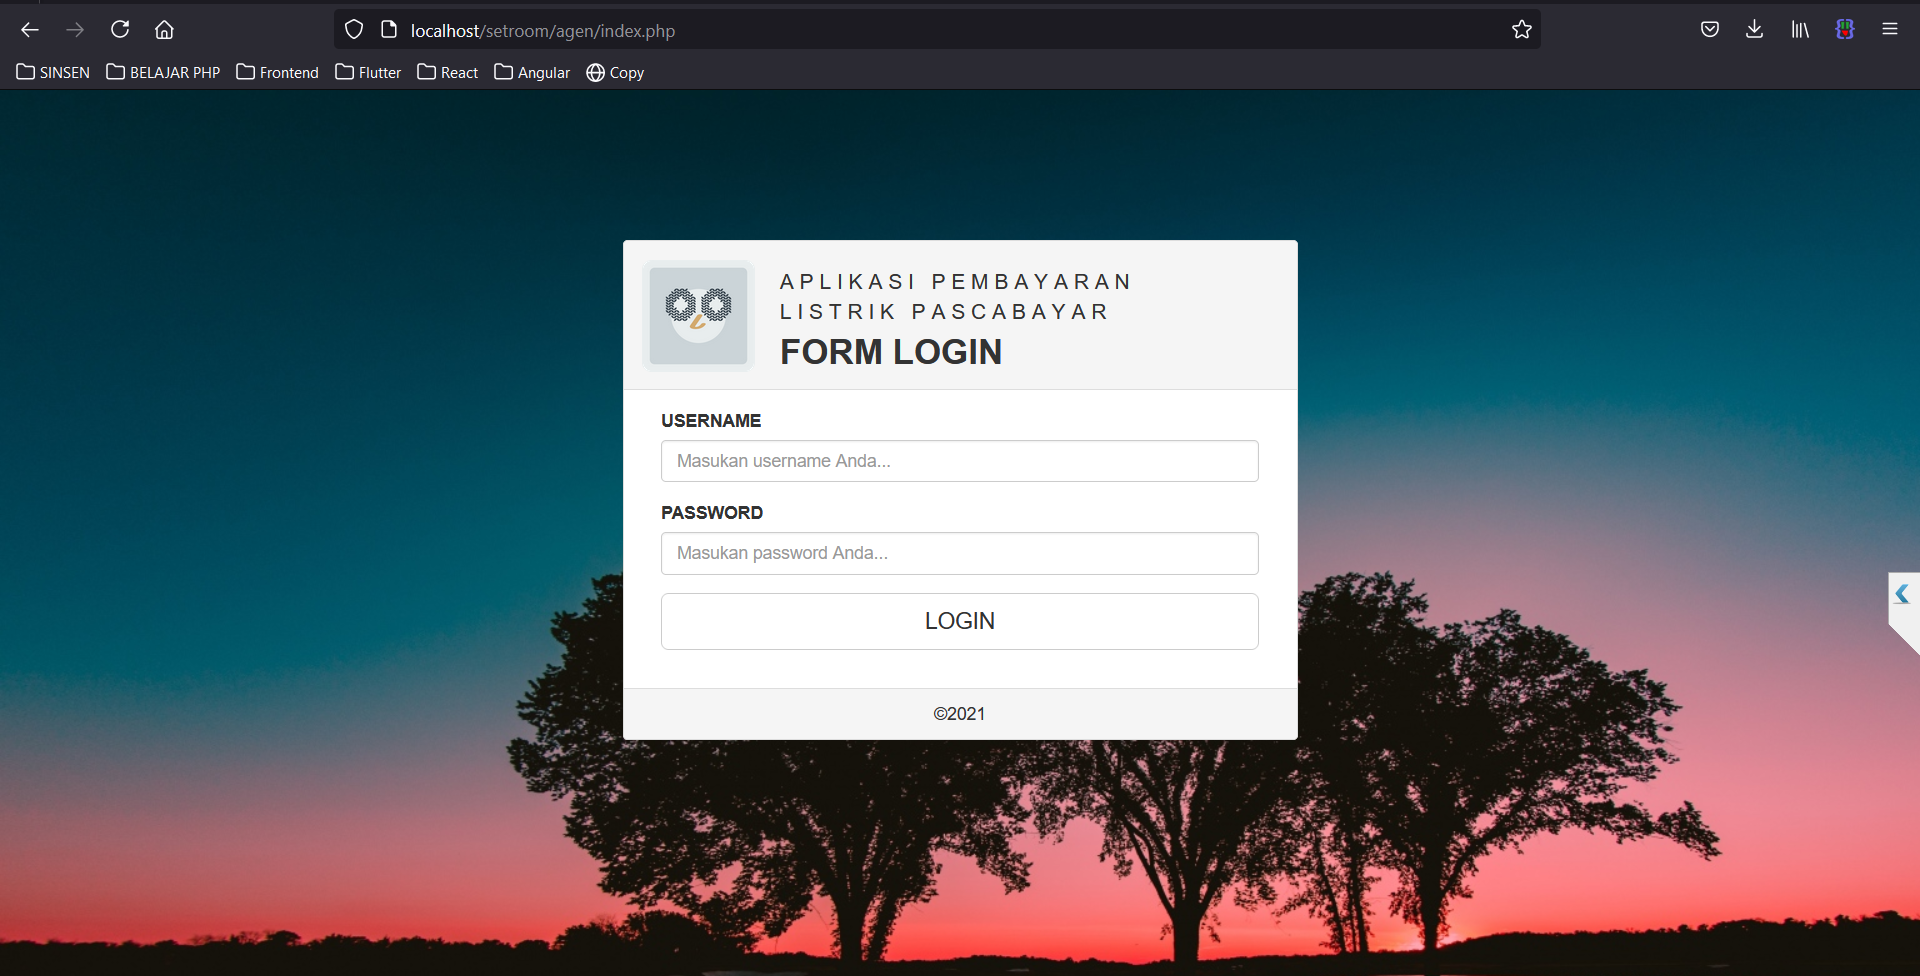 localhost/setroom/agen/index.php
SINSEN BELAJAR PHP Frontend Flutter React Angular Copy
APLIKASI PEMBAYARAN
LISTRIK PASCABAYAR
FORM LOGIN
USERNAME
Masukan username Anda...
PASSWORD
Masukan password Anda...
LOGIN
©2021